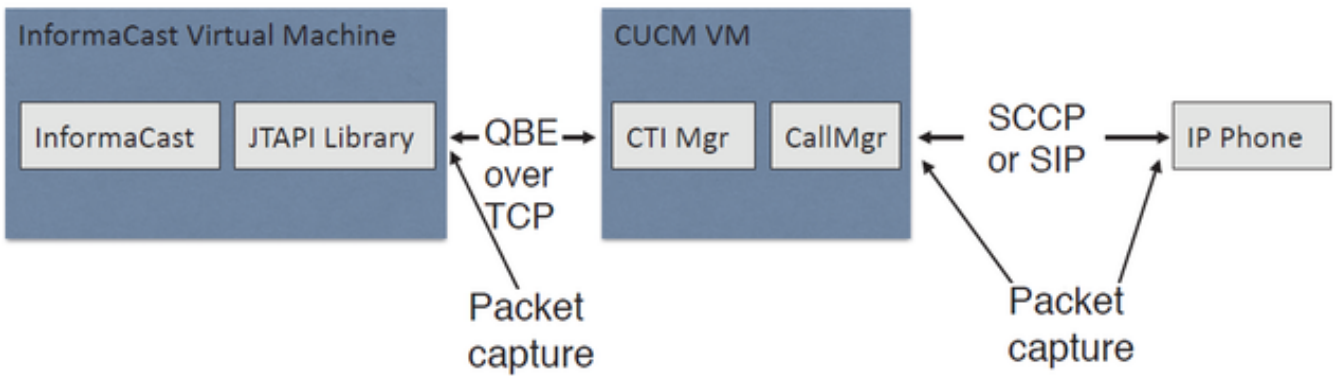 InformaCast Virtual Machine
CUCM VM
InformaCast
JTAPI Library
QBE
over
TCP
CTI Mgr
CallMgr
SCCP
or SIP
IP Phone
Packet
capture
Packet
capture